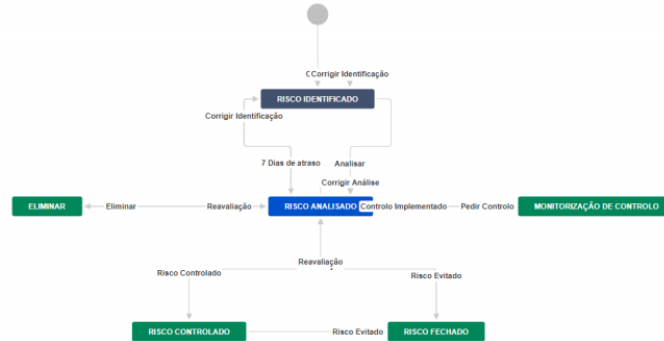 Corrigir Identificação
RISCO IDENTIFICADO
Corrigir Identificação
7 Dias de atraso
Analisar
Corrigir Análise
ELIMINAR
Eliminar
Reavaliação
RISCO ANALISADO
Controlo Implementado
Pedir Controlo
MONITORIZAÇÃO DE CONTROLO
Reavaliação
Risco Controlado
Risco Evitado
RISCO CONTROLADO
Risco Evitado
RISCO FECHADO